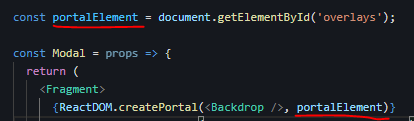 const portalElement = document.getElementById('overlays');
const Modal = props => {
return (
<Fragment>
{ReactDOM.createPortal(<Backdrop />, portalElement)}